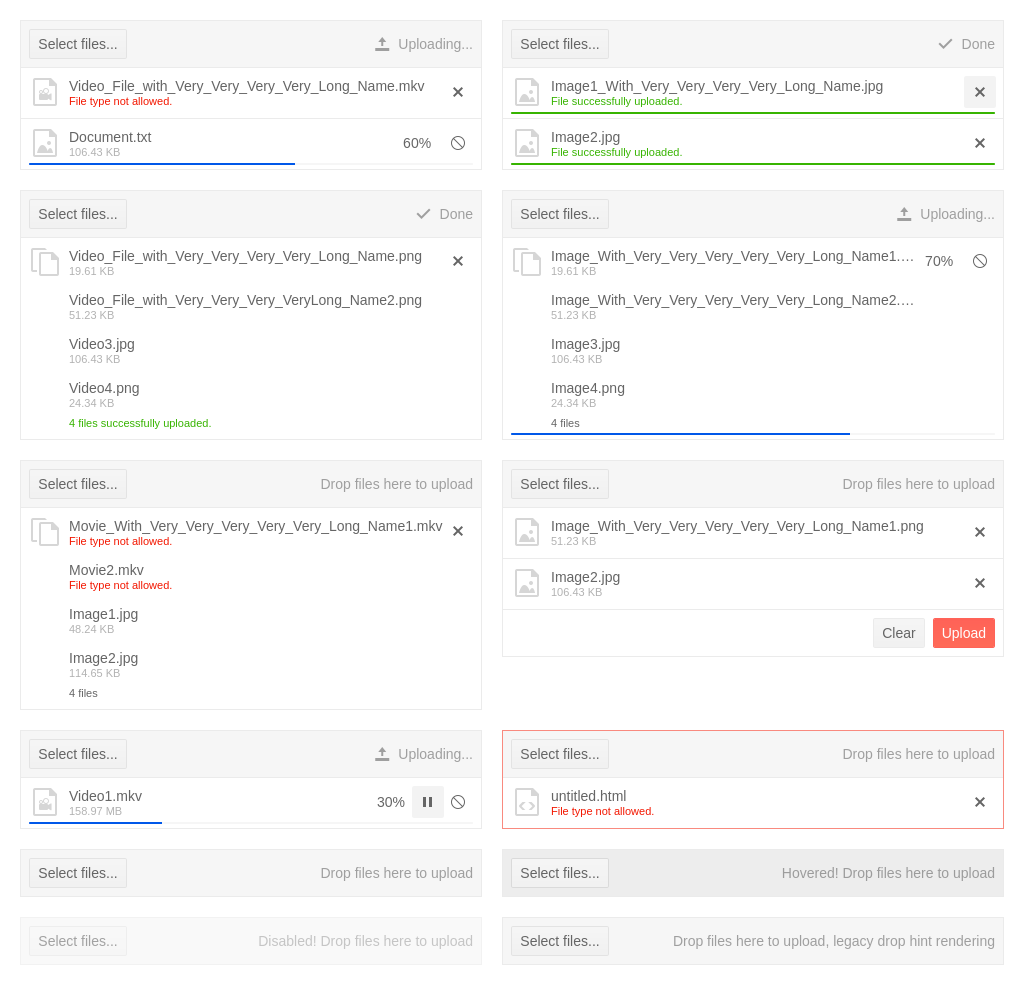 Select files...
Uploading...
Video_File_with_Very_Very_Very_Very_Long_Name.mkv
File type not allowed.
Document.txt
106.43 KB
60%
Select files...
Done
Image1_With_Very_Very_Very_Very_Very_Long_Name.jpg
File successfully uploaded.
Image2.jpg
File successfully uploaded.
Select files...
Done
Video_File_with_Very_Very_Very_Very_Long_Name.png
19.61 KB
Video_File_with_Very_Very_Very_VeryLong_Name2.png
51.23 KB
Video3.jpg
106.43 KB
Video4.png
24.34 KB
4 files successfully uploaded.
Select files...
Uploading...
Image_With_Very_Very_Very_Very_Very_Very_Long_Name1....
70%
19.61 KB
Image_With_Very_Very_Very_Very_Very_Very_Long_Name2....
51.23 KB
Image3.jpg
106.43 KB
Image4.png
24.34 KB
4 files
Select files...
Drop files here to upload
Movie_With_Very_Very_Very_Very_Very_Long_Name1.mkv
File type not allowed.
Movie2.mkv
File type not allowed.
Image1.jpg
48.24 KB
Image2.jpg
114.65 KB
4 files
Select files...
Drop files here to upload
Image_With_Very_Very_Very_Very_Very_Very_Long_Name1.png
51.23 KB
Image2.jpg
106.43 KB
Clear
Upload
Select files...
Uploading...
Video1.mkv
158.97 MB
30%
Select files...
Drop files here to upload
untitled.html
File type not allowed.
Select files...
Drop files here to upload
Select files...
Hovered! Drop files here to upload
Select files...
Disabled! Drop files here to upload
Select files...
Drop files here to upload, legacy drop hint rendering